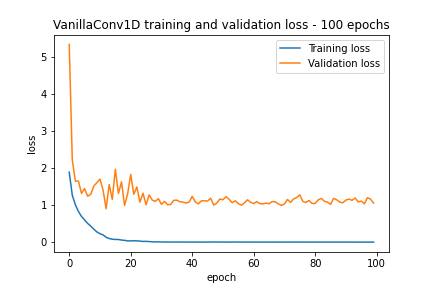 VanillaConv1D training and validation loss - 100 epochs
Training loss
Validation loss
loss
5
4
3
2
1
0
0 20 40 60 80 100
epoch